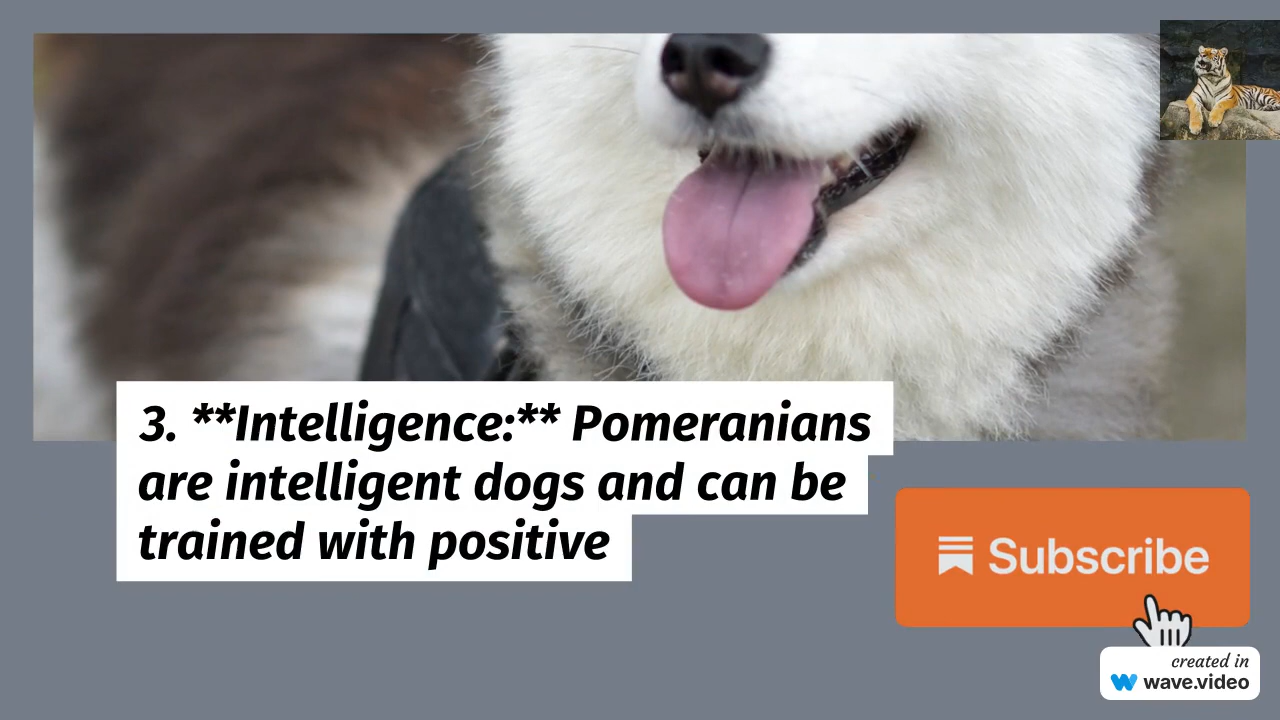 3. **Intelligence:** Pomeranians
are intelligent dogs and can be
trained with positive
Subscribe
created in
wave.video